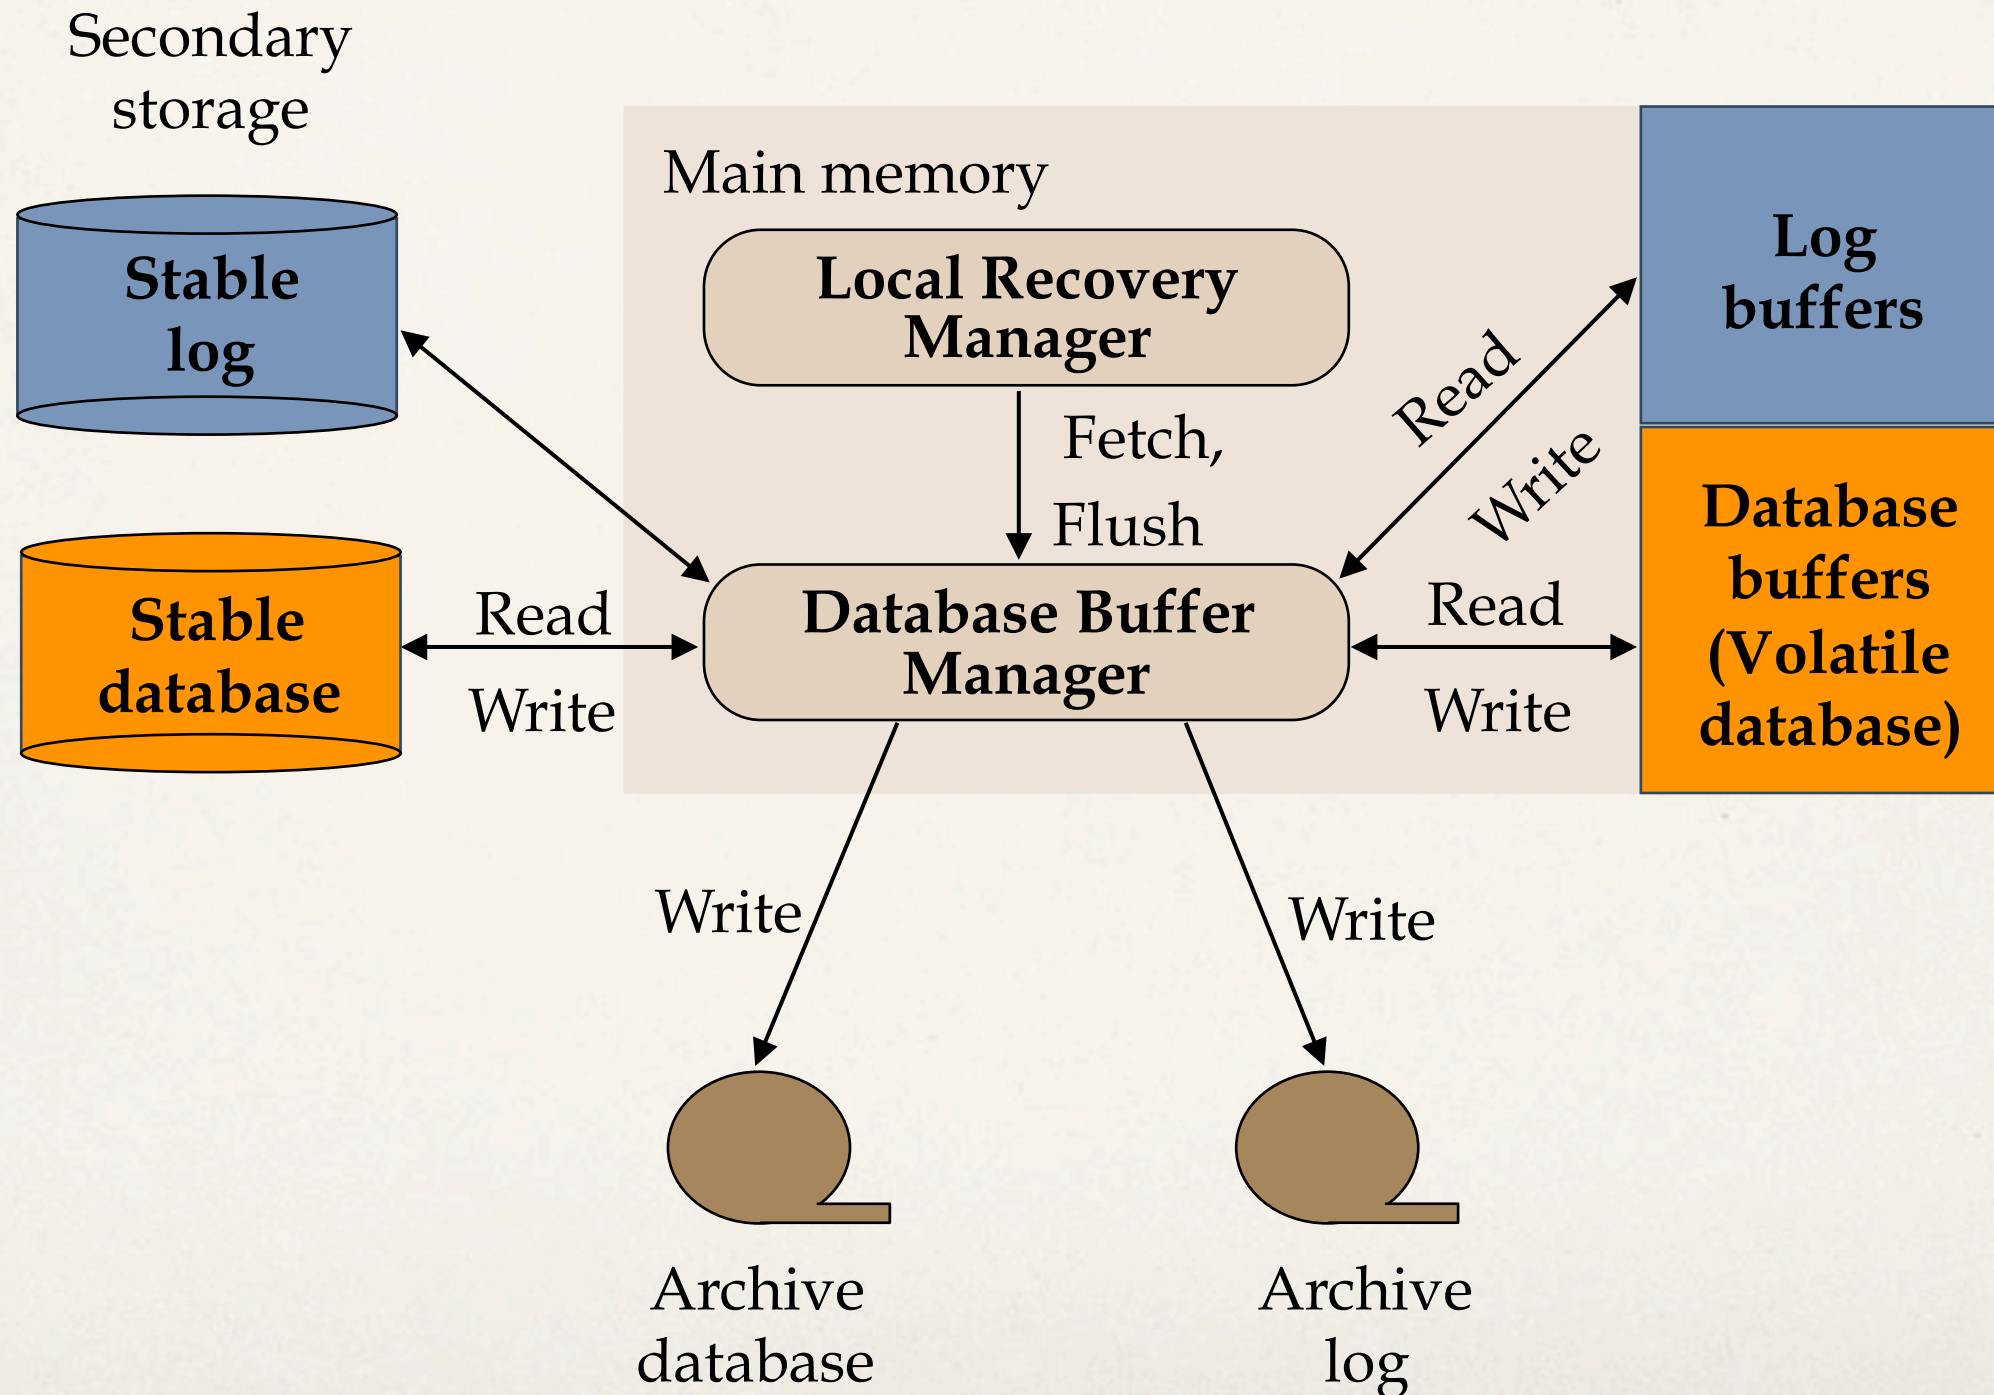 Secondary
storage
Main memory
Stable
log
Local Recovery
Manager
Log
buffers
Fetch,
Flush
Read
Write
Stable
database
Read
Write
Database Buffer
Manager
Read
Write
Database
buffers
(Volatile
database)
Write
Write
Archive
database
Archive
log